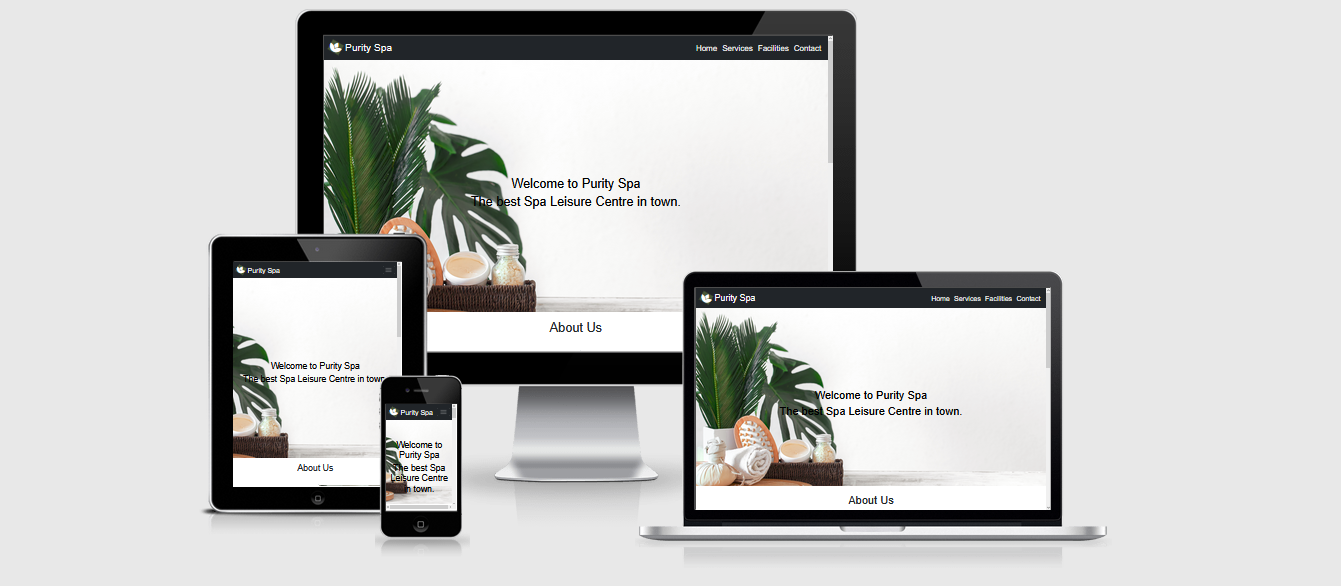 Purity Spa
Home Services Facilities Contact
Welcome to Purity Spa
The best Spa Leisure Centre in town.
About Us
Purity Spa
Welcome to Purity Spa
The best Spa Leisure Centre in town
About Us
Purity Spa
Welcome to
Purity Spa
The best Spa
Leisure Centre
in town.
Purity Spa
Home Services Facilities Contact
Welcome to Purity Spa
The best Spa Leisure Centre in town.
About Us